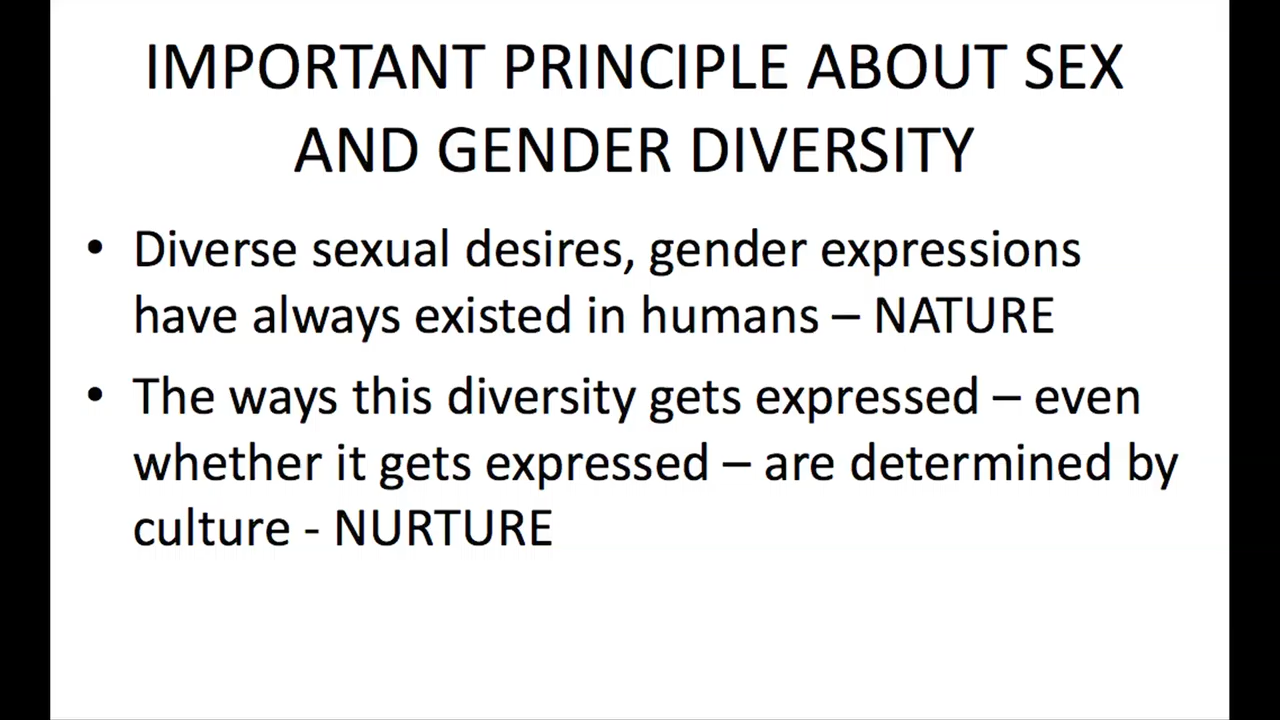 IMPORTANT PRINCIPLE ABOUT SEX
AND GENDER DIVERSITY
• Diverse sexual desires, gender expressions
have always existed in humans – NATURE
• The ways this diversity gets expressed – even
whether it gets expressed – are determined by
culture - NURTURE